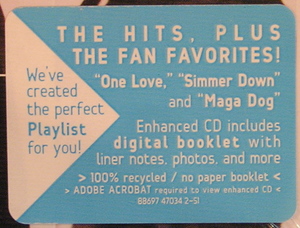 THE HITS, PLUS
THE FAN FAVORITES!
We've
created
the perfect
Playlist
for you!
"One Love," "Simmer Down"
and "Maga Dog"
Enhanced CD includes
digital booklet with
liner notes, photos, and more
> 100% recycled / no paper booklet <
> ADOBE ACROBAT required to view enhanced CD <
88697 47034 2-S1